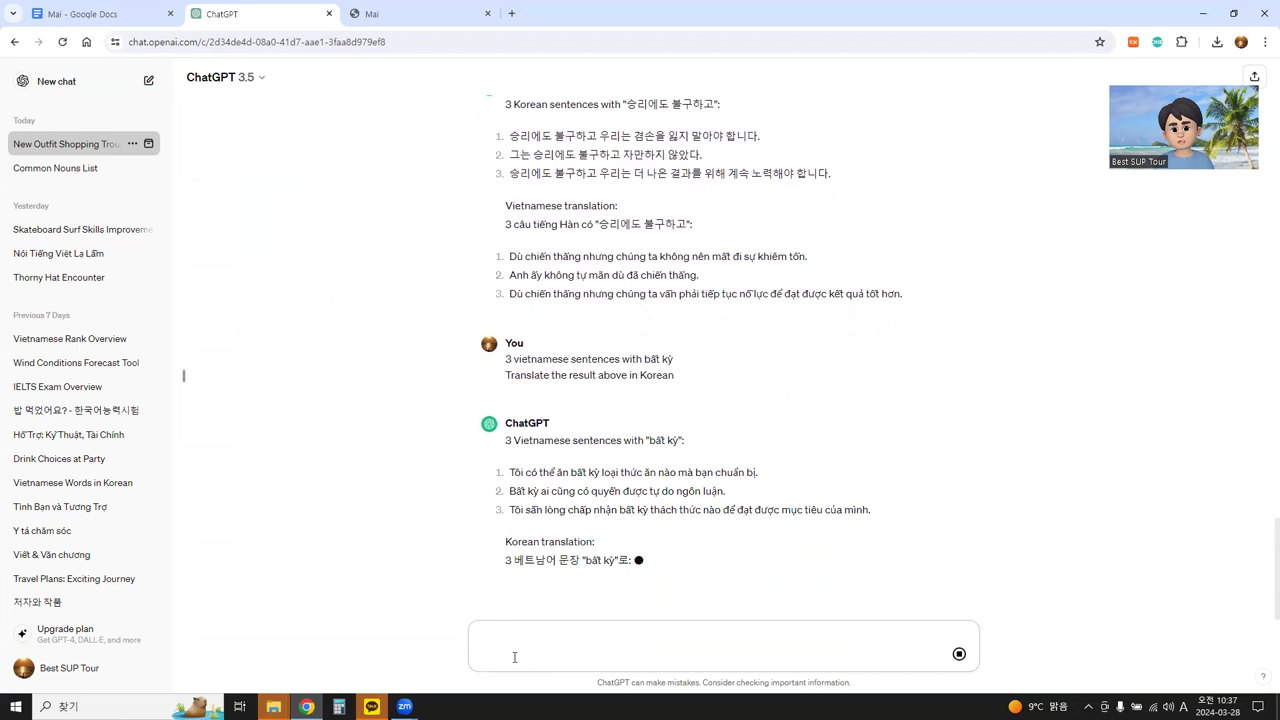 Mai - Google Docs
ChatGPT
Mai
chat.openai.com/c/2d34de4d-08a0-41d7-aae1-3faa8d979ef8
New chat
ChatGPT 3.5
Today
New Outfit Shopping Trou
Common Nouns List
Yesterday
Skateboard Surf Skills Improveme
Nói Tiếng Việt Lạ Lẫm
Thorny Hat Encounter
Previous 7 Days
Vietnamese Rank Overview
Wind Conditions Forecast Tool
IELTS Exam Overview
밥 먹었어요? - 한국어능력시험
Hỗ Trợ: Kỹ Thuật, Tài Chính
Drink Choices at Party
Vietnamese Words in Korean
Tình Bạn và Tương Trợ
Y tá chăm sóc
Viết & Văn chương
Travel Plans: Exciting Journey
저자와 작품
Upgrade plan
Get GPT-4, DALL·E, and more
Best SUP Tour
3 Korean sentences with "승리에도 불구하고":
1. 승리에도 불구하고 우리는 겸손을 잃지 말아야 합니다.
2. 그는 승리에도 불구하고 자만하지 않았다.
3. 승리에도 불구하고 우리는 더 나은 결과를 위해 계속 노력해야 합니다.
Vietnamese translation:
3 câu tiếng Hàn có "승리에도 불구하고":
1. Dù chiến thắng nhưng chúng ta không nên mất đi sự khiêm tốn.
2. Anh ấy không tự mãn dù đã chiến thắng.
3. Dù chiến thắng nhưng chúng ta vẫn phải tiếp tục nỗ lực để đạt được kết quả tốt hơn.
You
3 vietnamese sentences with bất kỳ
Translate the result above in Korean
ChatGPT
3 Vietnamese sentences with "bất kỳ":
1. Tôi có thể ăn bất kỳ loại thức ăn nào mà bạn chuẩn bị.
2. Bất kỳ ai cũng có quyền được tự do ngôn luận.
3. Tôi sẵn lòng chấp nhận bất kỳ thách thức nào để đạt được mục tiêu của mình.
Korean translation:
3 베트남어 문장 "bất kỳ"로:
ChatGPT can make mistakes. Consider checking important information.
?
Best SUP Tour
찾기
TALK
zm
9°C 맑음
A
오전 10:37
2024-03-28